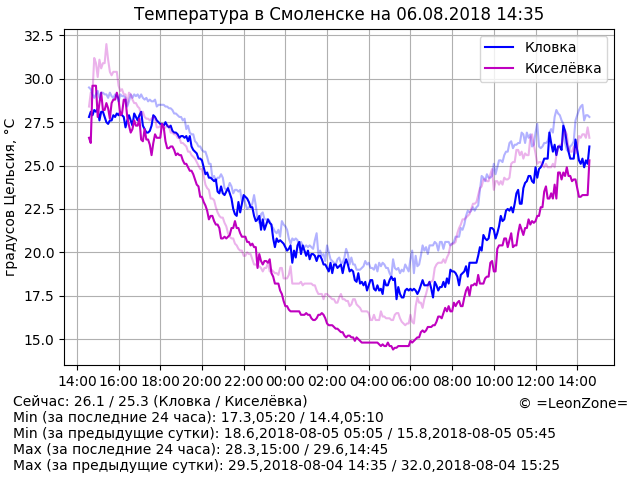 Температура в Смоленске на 06.08.2018 14:35
градусов Цельсия, °C
32.5
30.0
27.5
25.0
22.5
20.0
17.5
15.0
Кловка
Киселёвка
14:00 16:00 18:00 20:00 22:00 00:00 02:00 04:00 06:00 08:00 10:00 12:00 14:00
Сейчас: 26.1 / 25.3 (Кловка / Киселёвка)
© =LeonZone=
Min (за последние 24 часа): 17.3,05:20 / 14.4,05:10
Min (за предыдущие сутки): 18.6,2018-08-05 05:05 / 15.8,2018-08-05 05:45
Max (за последние 24 часа): 28.3,15:00 / 29.6,14:45
Max (за предыдущие сутки): 29.5,2018-08-04 14:35 / 32.0,2018-08-04 15:25